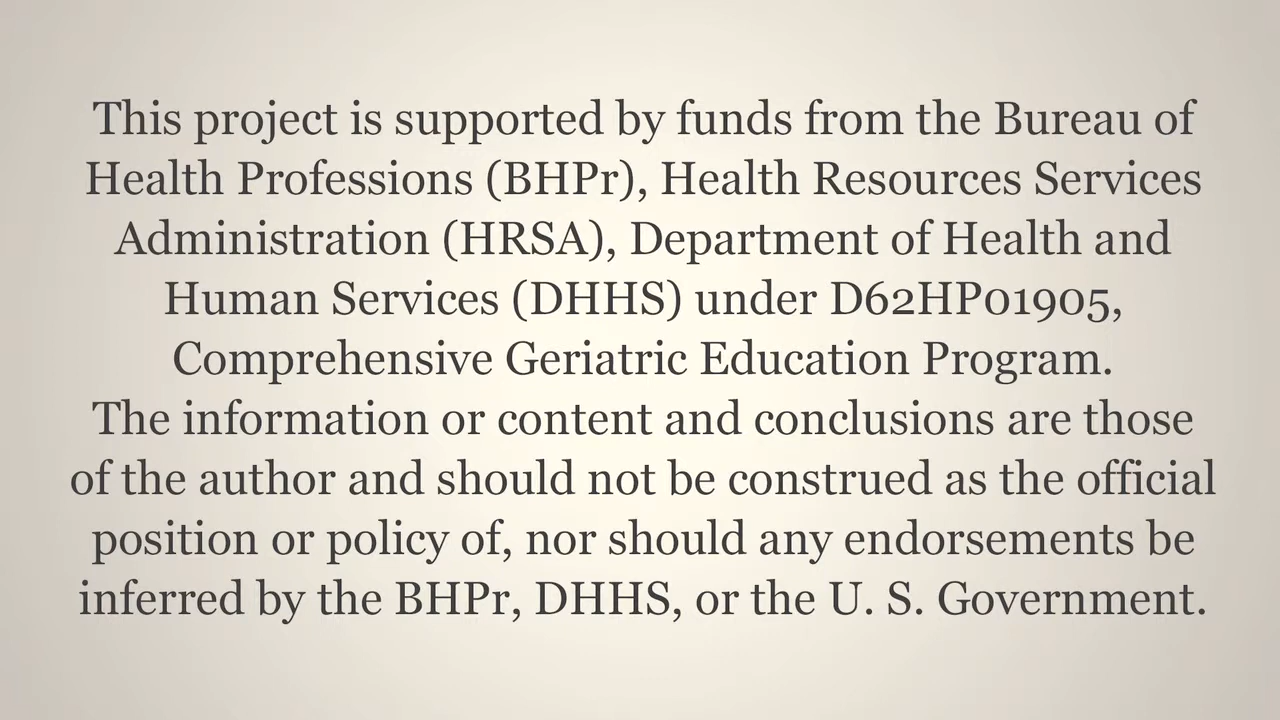 This project is supported by funds from the Bureau of
Health Professions (BHPr), Health Resources Services
Administration (HRSA), Department of Health and
Human Services (DHHS) under D62HP01905,
Comprehensive Geriatric Education Program.
The information or content and conclusions are those
of the author and should not be construed as the official
position or policy of, nor should any endorsements be
inferred by the BHPr, DHHS, or the U. S. Government.